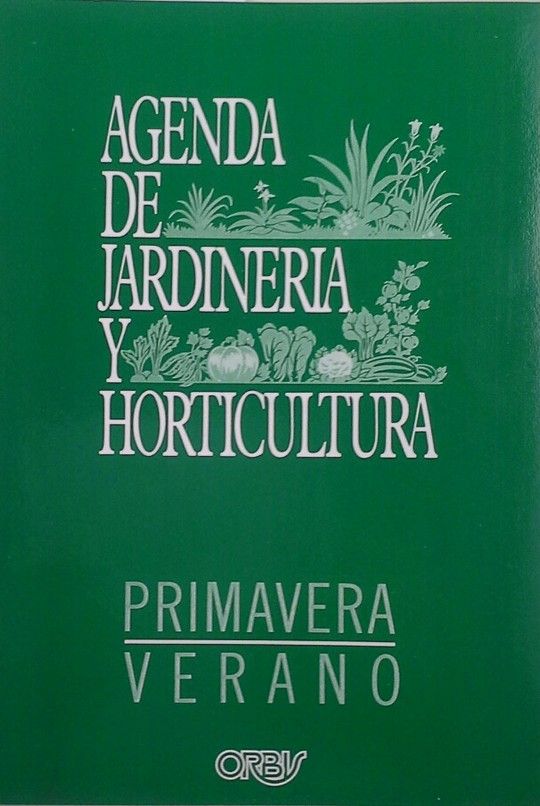 AGENDA
DE
JARDINERIA
Y
HORTICULTURA
PRIMAVERA
VERANO
ORBIS